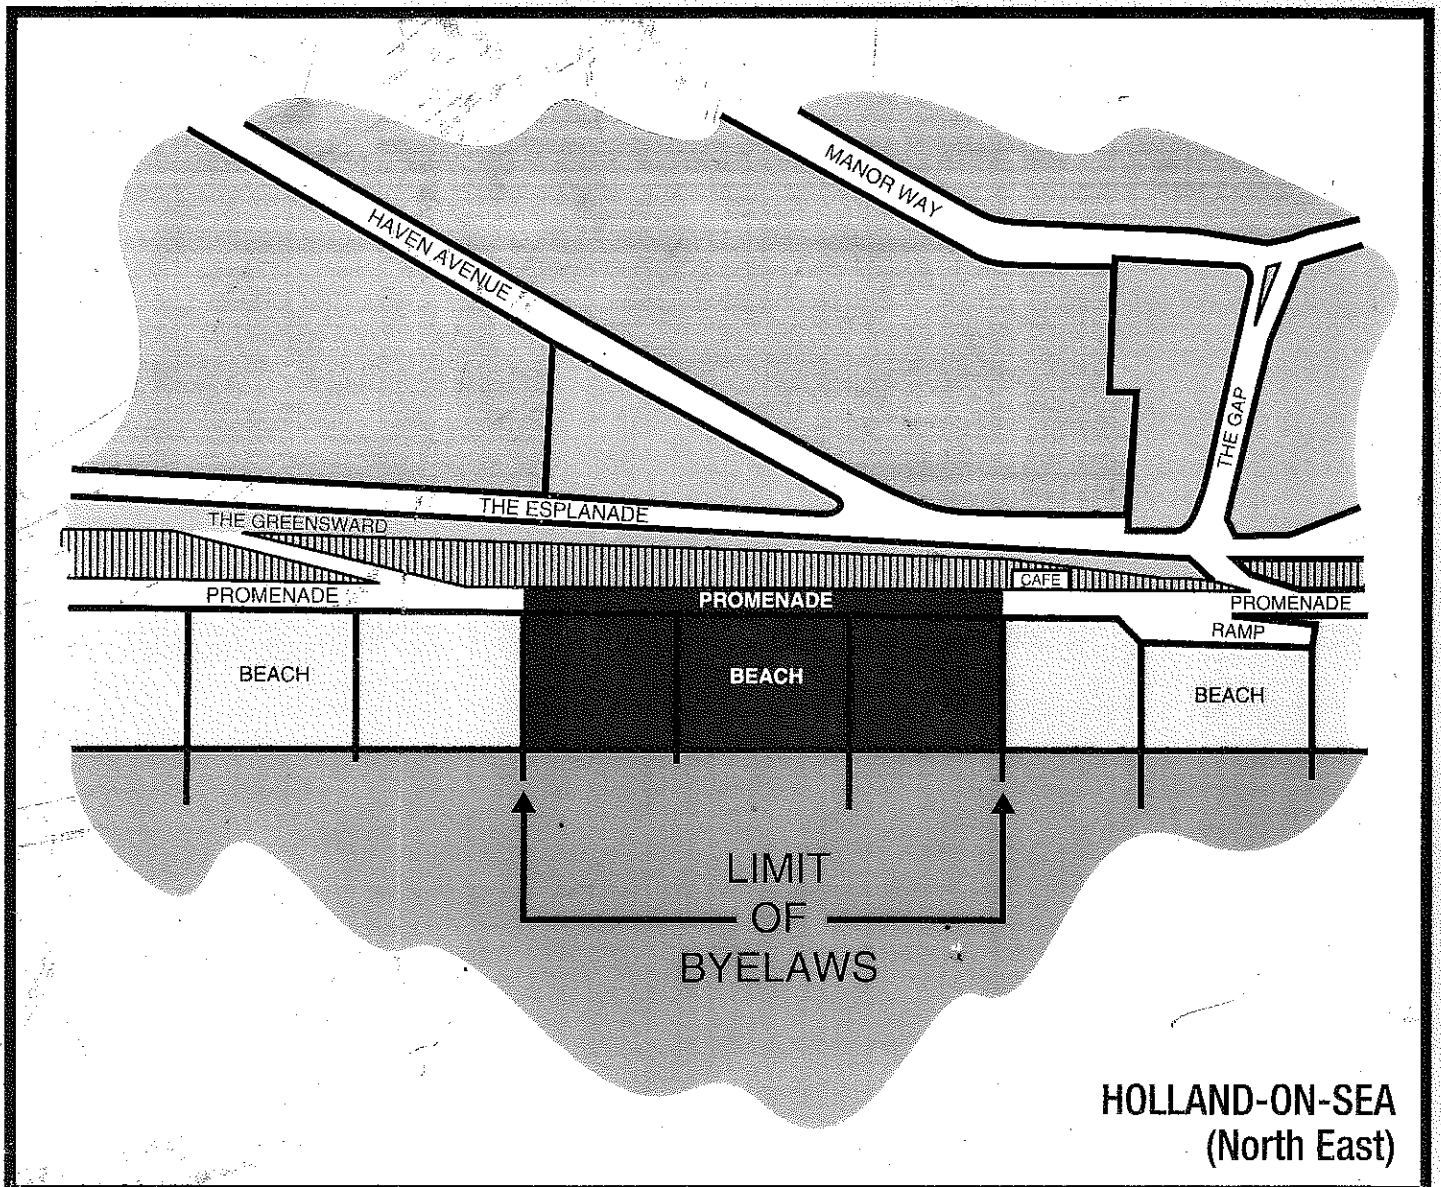 MANOR WAY
HAVEN AVENUE
THE GAP
THE ESPLANADE
THE GREENSWARD
CAFE
PROMENADE
PROMENADE
PROMENADE
RAMP
BEACH
BEACH
BEACH
LIMIT
OF
BYELAWS
HOLLAND-ON-SEA
(North East)